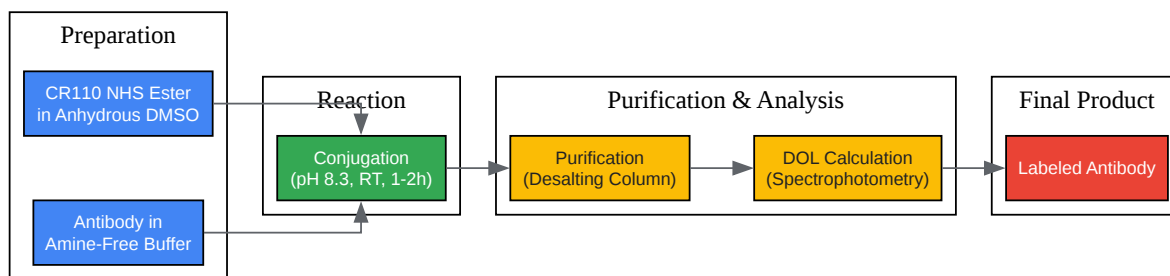 Preparation
CR110 NHS Ester
in Anhydrous DMSO
Antibody in
Amine-Free Buffer
Reaction
Conjugation
(pH 8.3, RT, 1-2h)
Purification & Analysis
Purification
(Desalting Column)
DOL Calculation
(Spectrophotometry)
Final Product
Labeled Antibody